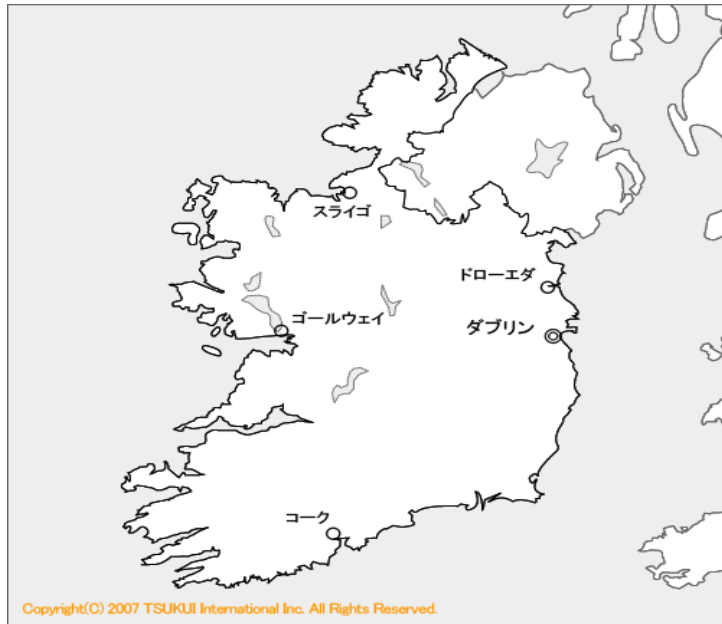 スライゴ
ドローエダ
ゴールウェイ
ダブリン
コーク
Copyright(C) 2007 TSUKUI International Inc. All Rights Reserved.